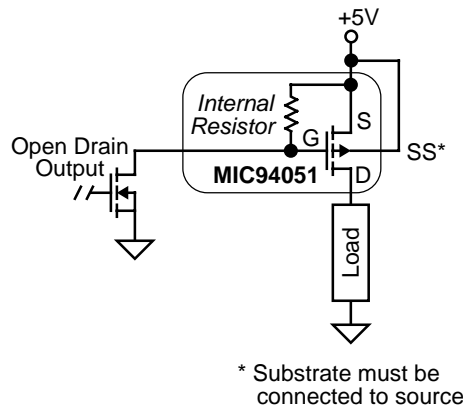 +5V
Internal
Resistor
S
G
Open Drain
Output
SS*
MIC94051
D
Load
* Substrate must be
connected to source